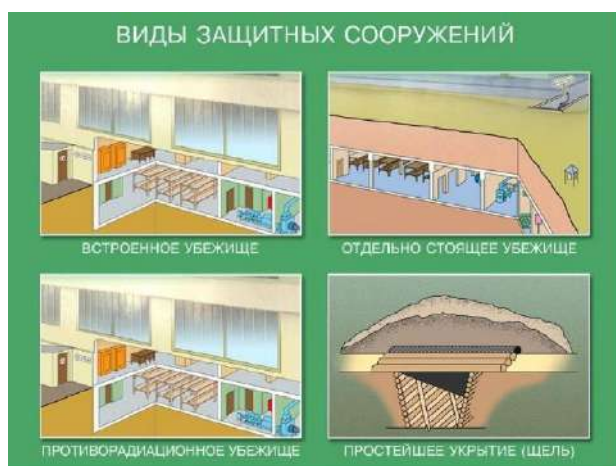 ВИДЫ ЗАЩИТНЫХ СООРУЖЕНИЙ
ВСТРОЕННОЕ УБЕЖИЩЕ
ОТДЕЛЬНО СТОЯЩЕЕ УБЕЖИЩЕ
ПРОТИВОРАДИАЦИОННОЕ УБЕЖИЩЕ
ПРОСТЕЙШЕЕ УКРЫТИЕ (ЩЕЛЬ)